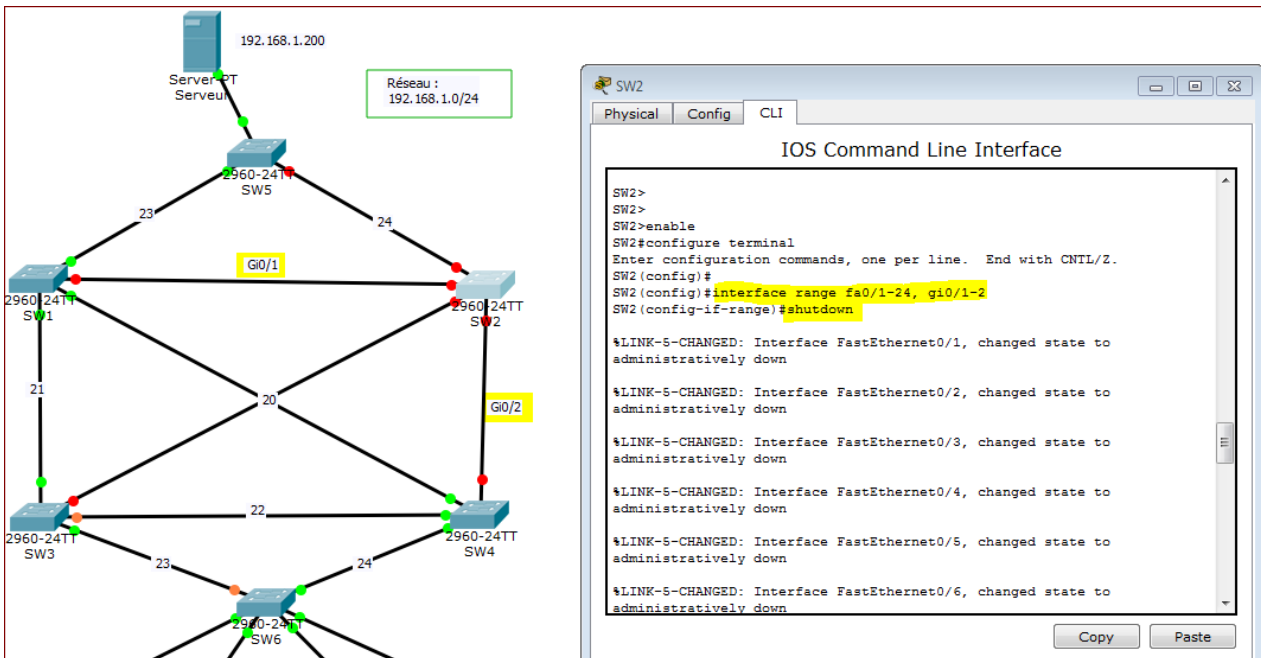 192.168.1.200
Server-PT
Serveur
Réseau :
192.168.1.0/24
2960-24TT
SW5
23
24
Gi0/1
2960-24TT
SW1
2960-24TT
SW2
21
20
Gi0/2
22
2960-24TT
SW3
2960-24TT
SW4
23
24
2960-24TT
SW6
SW2
Physical
Config
CLI
IOS Command Line Interface
SW2>
SW2>
SW2>enable
SW2#configure terminal
Enter configuration commands, one per line.  End with CNTL/Z.
SW2(config)#
SW2(config)#interface range fa0/1-24, gi0/1-2
SW2(config-if-range)#shutdown
%LINK-5-CHANGED: Interface FastEthernet0/1, changed state to
administratively down
%LINK-5-CHANGED: Interface FastEthernet0/2, changed state to
administratively down
%LINK-5-CHANGED: Interface FastEthernet0/3, changed state to
administratively down
%LINK-5-CHANGED: Interface FastEthernet0/4, changed state to
administratively down
%LINK-5-CHANGED: Interface FastEthernet0/5, changed state to
administratively down
%LINK-5-CHANGED: Interface FastEthernet0/6, changed state to
administratively down
Copy
Paste